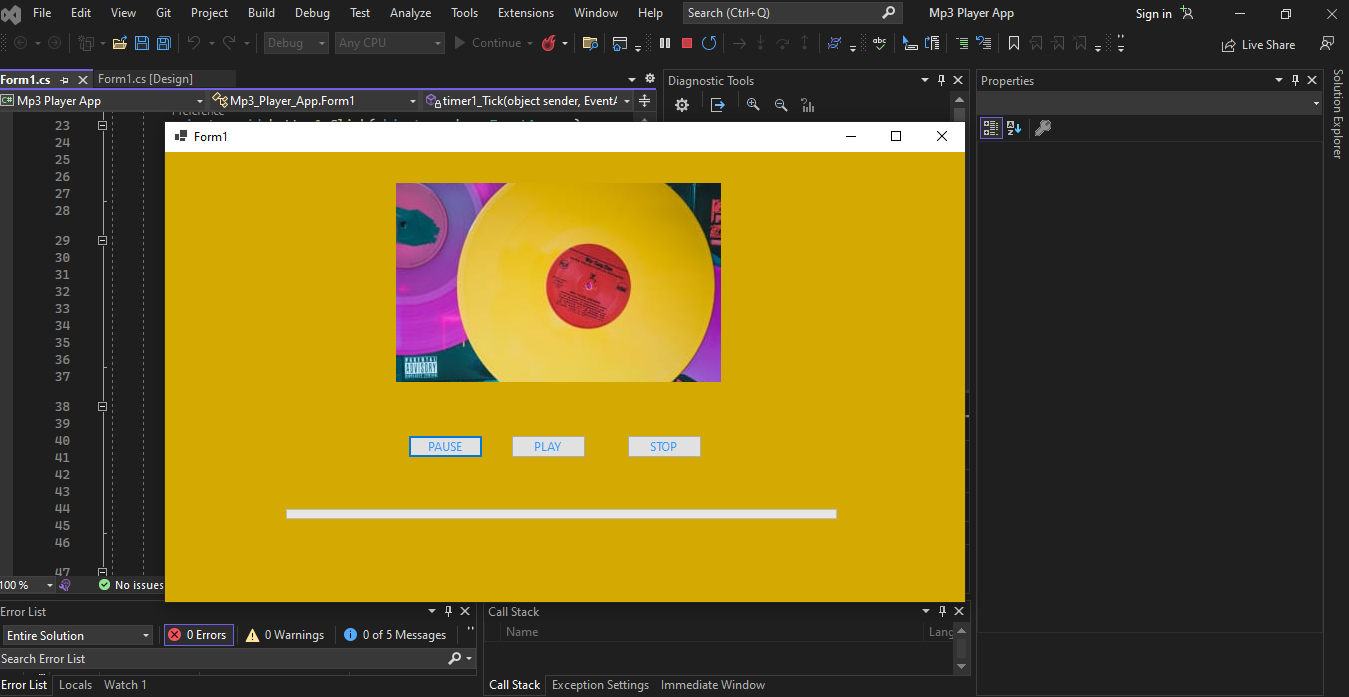 File Edit View Git Project Build Debug Test Analyze Tools Extensions Window Help Search (Ctrl+Q) Mp3 Player App Sign in
Debug Any CPU Continue abc Live Share
Form1.cs Form1.cs [Design] Diagnostic Tools Properties Solution Explorer
C# Mp3 Player App Mp3_Player_App.Form1 timer1_Tick(object sender, EventA
Preference
23
Form1
24
25
26
27
28
29
30
31
32
33
34
35
36
PARENTAL
ADVISORY
37
38
39
40
PAUSE PLAY STOP
41
42
43
44
45
46
47
100 % No issues
Error List Call Stack
Entire Solution 0 Errors 0 Warnings 0 of 5 Messages Name Lang
Search Error List
Error List Locals Watch 1 Call Stack Exception Settings Immediate Window